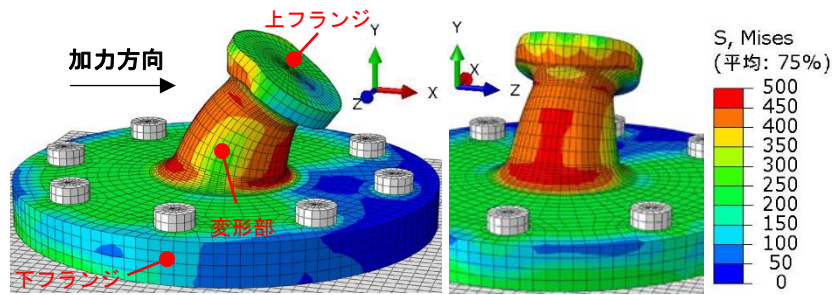 上フランジ
加力方向
Y
X
Z
変形部
下フランジ
Y
X
Z
S, Mises
(平均: 75%)
500
450
400
350
300
250
200
150
100
50
0